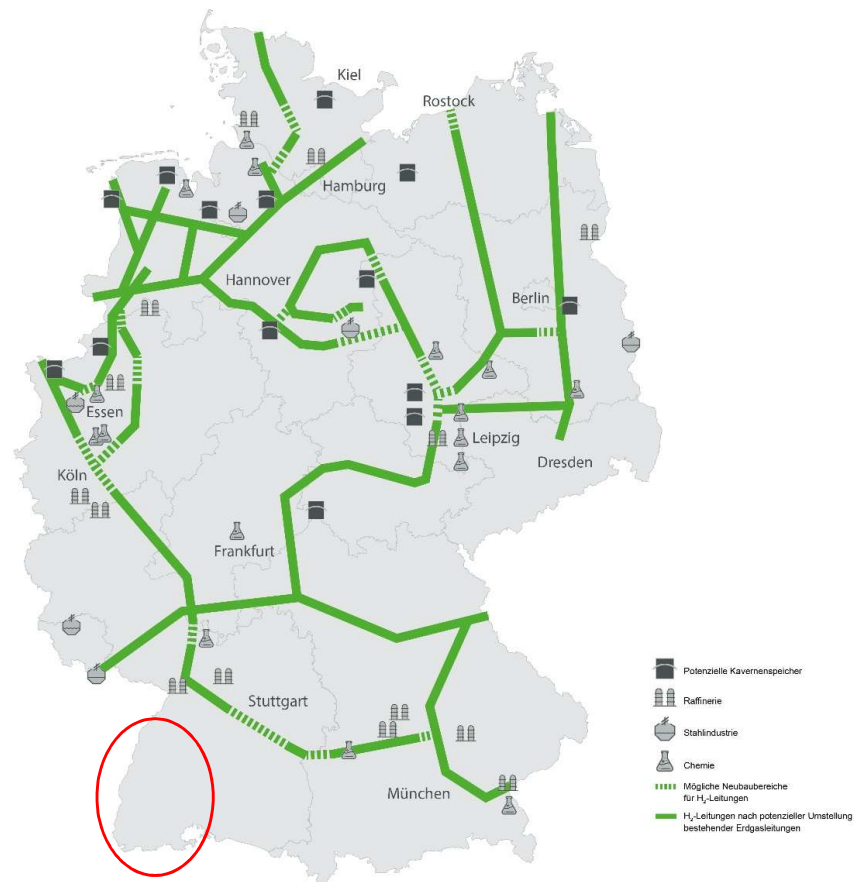 Kiel
Rostock
Hamburg
Hannover
Berlin
Essen
Leipzig
Köln
Dresden
Frankfurt
Stuttgart
München
Potenzielle Kavernenspeicher
Raffinerie
Stahlindustrie
Chemie
Mögliche Neubaubereiche
für H₂-Leitungen
H₂-Leitungen nach potenzieller Umstellung
bestehender Erdgasleitungen